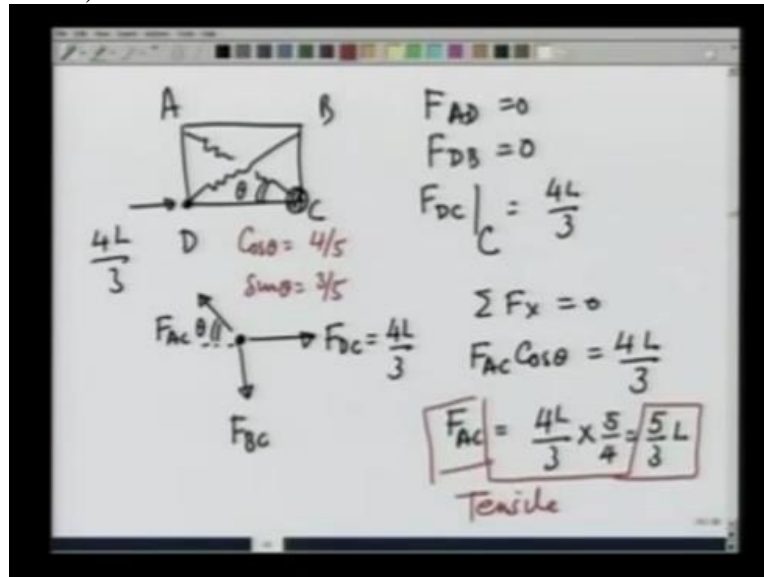 A B
F_AD = 0
F_DB = 0
F_DC|_C = 4L/3
θ
C
4L/3
D
Cosθ = 4/5
Sinθ = 3/5
ΣFx = 0
F_AC θ
F_DC = 4L/3
F_AC Cosθ = 4L/3
F_BC
F_AC = 4L/3 × 5/4 = 5/3 L
Tensile